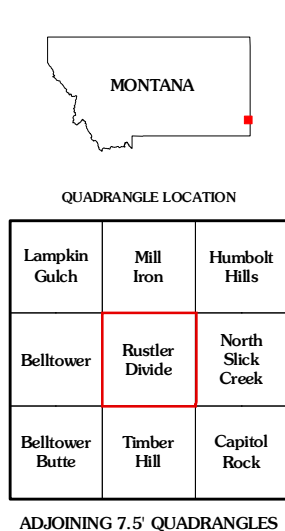 MONTANA
QUADRANGLE LOCATION
Lampkin
Gulch
Mill
Iron
Humbolt
Hills
Belltower
Rustler
Divide
North
Slick
Creek
Belltower
Butte
Timber
Hill
Capitol
Rock
ADJOINING 7.5' QUADRANGLES